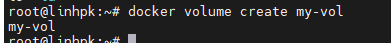 root@linhpk:~# docker volume create my-vol
my-vol
root@linhpk:~#